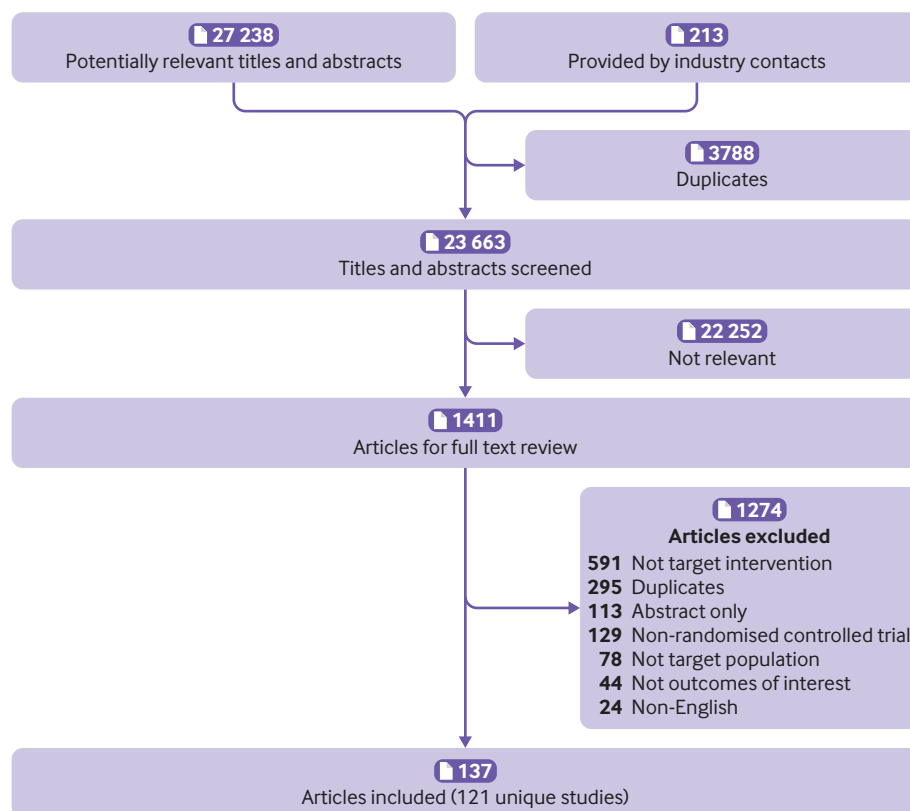 27 238
Potentially relevant titles and abstracts
213
Provided by industry contacts
3788
Duplicates
23 663
Titles and abstracts screened
22 252
Not relevant
1411
Articles for full text review
1274
Articles excluded
591 Not target intervention
295 Duplicates
113 Abstract only
129 Non-randomised controlled trial
78 Not target population
44 Not outcomes of interest
24 Non-English
137
Articles included (121 unique studies)